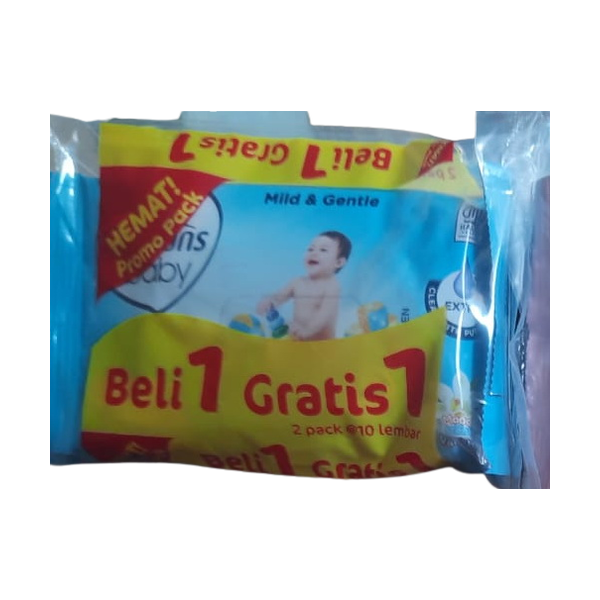 Beli 1 Gratis 1
HEMAT!
Promo Pack
Mild & Gentle
baby
EXT
Beli 1 Gratis 1
2 pack @10 lembar
Beli 1 Gratis 1